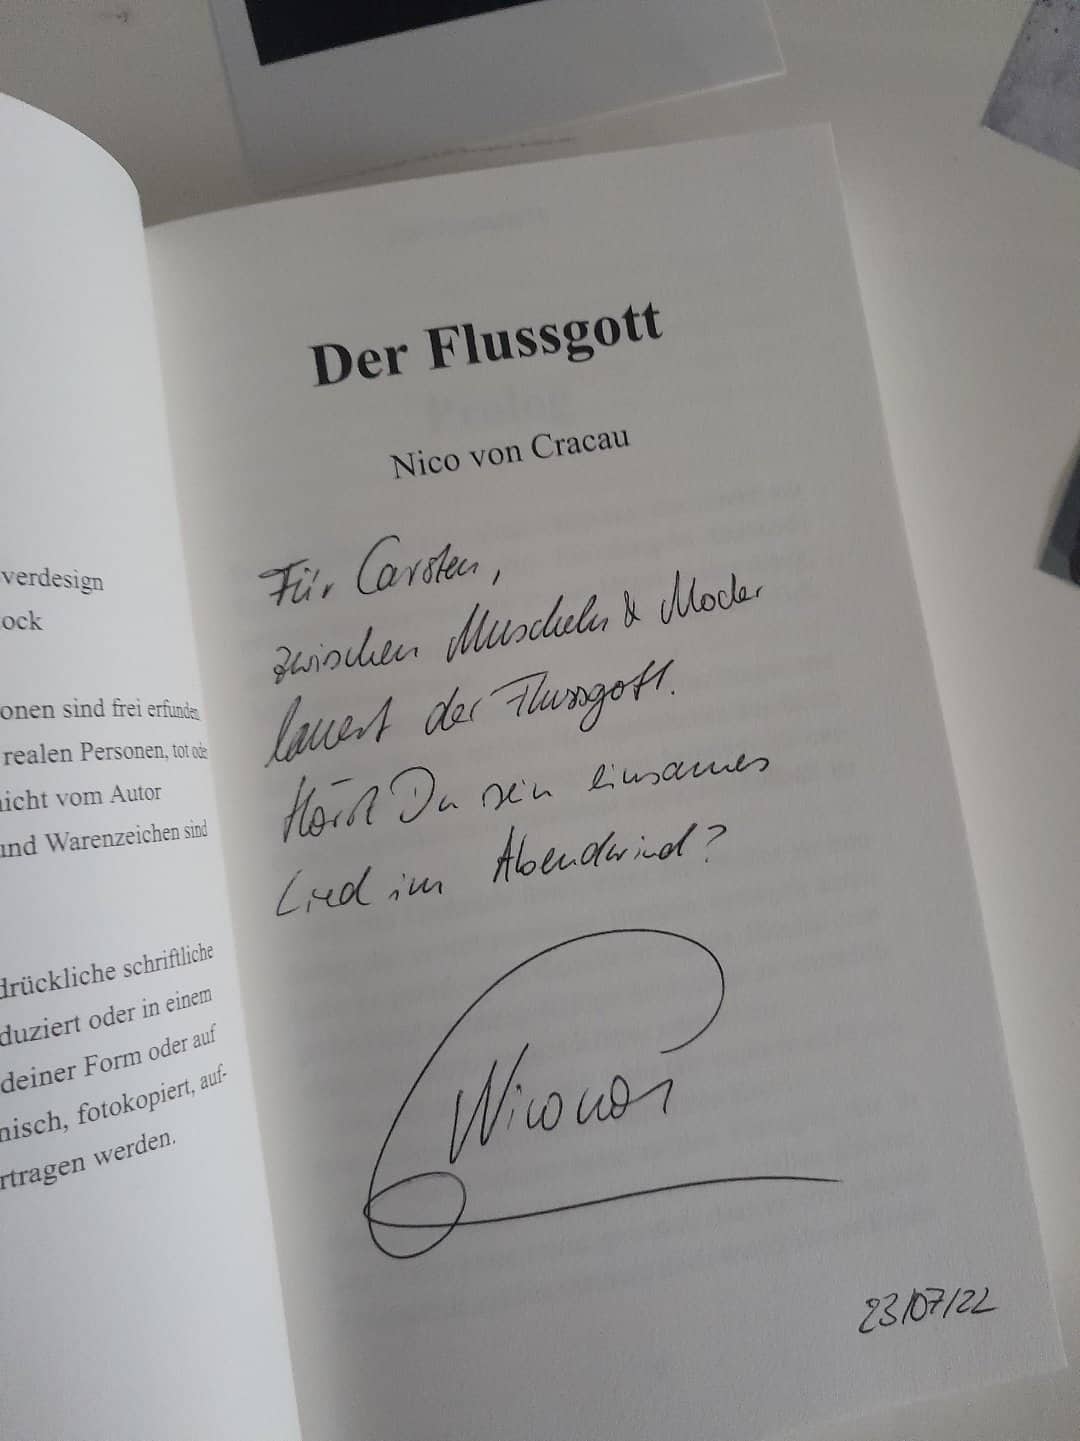 verdesign
ock
onen sind frei erfunden
realen Personen, tot oder
nicht vom Autor
und Warenzeichen sind
drückliche schriftliche
duziert oder in einem
deiner Form oder auf
nisch, fotokopiert, auf-
rtragen werden.
Der Flussgott
Nico von Cracau
Für Carsten,
zwischen Muscheln & Moder
lauert der Flussgott.
Hörst Du sein einsames
Lied im Abendwind?
23/07/22